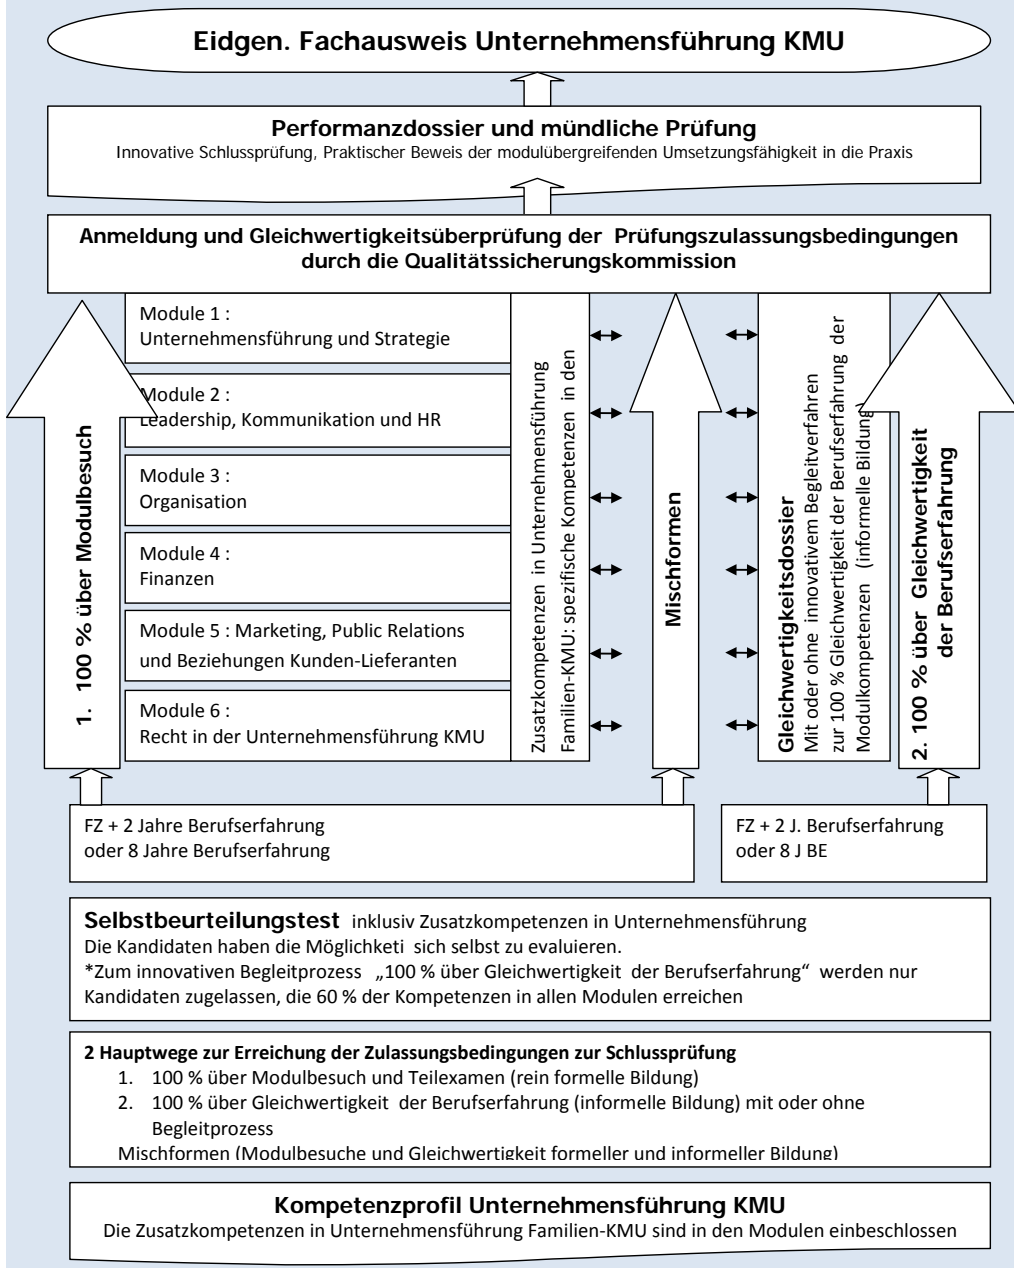 Eidgen. Fachausweis Unternehmensführung KMU
Performanzdossier und mündliche Prüfung
Innovative Schlussprüfung, Praktischer Beweis der modulübergreifenden Umsetzungsfähigkeit in die Praxis
Anmeldung und Gleichwertigkeitsüberprüfung der Prüfungszulassungsbedingungen
durch die Qualitätssicherungskommission
1. 100 % über Modulbesuch
Module 1 :
Unternehmensführung und Strategie
Module 2 :
Leadership, Kommunikation und HR
Module 3 :
Organisation
Module 4 :
Finanzen
Module 5 : Marketing, Public Relations
und Beziehungen Kunden-Lieferanten
Module 6 :
Recht in der Unternehmensführung KMU
Zusatzkompetenzen in Unternehmensführung
Familien-KMU: spezifische Kompetenzen in den
Mischformen
Gleichwertigkeitsdossier
Mit oder ohne innovativem Begleitverfahren
zur 100 % Gleichwertigkeit der Berufserfahrung der
Modulkompetenzen (informelle Bildung)
2. 100 % über Gleichwertigkeit
der Berufserfahrung
FZ + 2 Jahre Berufserfahrung
oder 8 Jahre Berufserfahrung
FZ + 2 J. Berufserfahrung
oder 8 J BE
Selbstbeurteilungstest inklusiv Zusatzkompetenzen in Unternehmensführung
Die Kandidaten haben die Möglichketi sich selbst zu evaluieren.
*Zum innovativen Begleitprozess „100 % über Gleichwertigkeit der Berufserfahrung“ werden nur
Kandidaten zugelassen, die 60 % der Kompetenzen in allen Modulen erreichen
2 Hauptwege zur Erreichung der Zulassungsbedingungen zur Schlussprüfung
1. 100 % über Modulbesuch und Teilexamen (rein formelle Bildung)
2. 100 % über Gleichwertigkeit der Berufserfahrung (informelle Bildung) mit oder ohne
Begleitprozess
Mischformen (Modulbesuche und Gleichwertigkeit formeller und informeller Bildung)
Kompetenzprofil Unternehmensführung KMU
Die Zusatzkompetenzen in Unternehmensführung Familien-KMU sind in den Modulen einbeschlossen